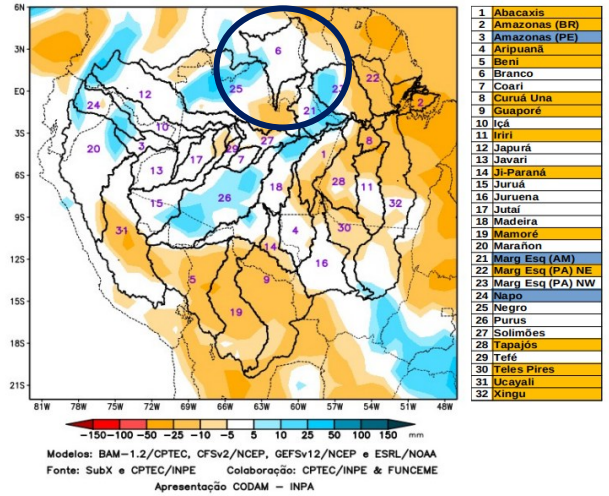 6N
3N
EQ
3S
6S
9S
12S
15S
18S
21S
81W 78W 75W 72W 69W 66W 63W 60W 57W 54W 51W 48W
6
25
12
24
22
2
21
10
27
20
3
29
8
17
7
1
13
28
11
18
15
26
32
4
31
30
14
16
5
9
19
-150 -100 -50 -25 -10 -5 5 10 25 50 100 150 mm
Modelos: BAM-1.2/CPTEC, CFSv2/NCEP, GEFSv12/NCEP e ESRL/NOAA
Fonte: SubX e CPTEC/INPE Colaboração: CPTEC/INPE & FUNCEME
Apresentação CODAM - INPA
1 Abacaxis
2 Amazonas (BR)
3 Amazonas (PE)
4 Aripuanã
5 Beni
6 Branco
7 Coari
8 Curuá Una
9 Guaporé
10 Içá
11 Iriri
12 Japurá
13 Javari
14 Ji-Paraná
15 Juruá
16 Juruena
17 Jutaí
18 Madeira
19 Mamoré
20 Marañon
21 Marg Esq (AM)
22 Marg Esq (PA) NE
23 Marg Esq (PA) NW
24 Napo
25 Negro
26 Purus
27 Solimões
28 Tapajós
29 Tefé
30 Teles Pires
31 Ucayali
32 Xingu